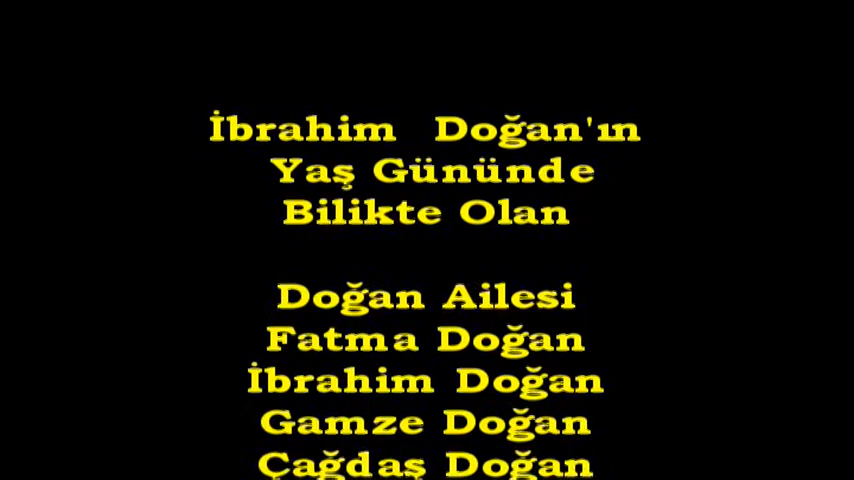 İbrahim Doğan'ın
Yaş Gününde
Bilikte Olan
Doğan Ailesi
Fatma Doğan
İbrahim Doğan
Gamze Doğan
Çağdaş Doğan